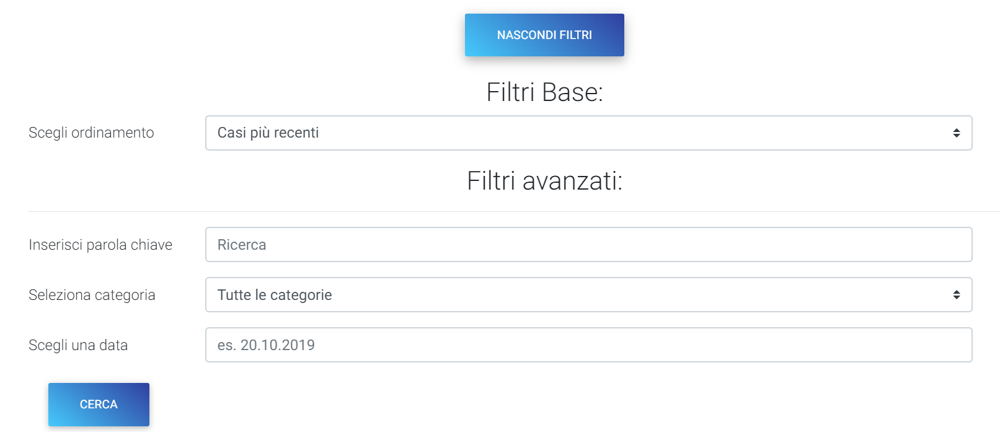 NASCONDI FILTRI
Filtri Base:
Scegli ordinamento
Casi più recenti
Filtri avanzati:
Inserisci parola chiave
Ricerca
Seleziona categoria
Tutte le categorie
Scegli una data
es. 20.10.2019
CERCA